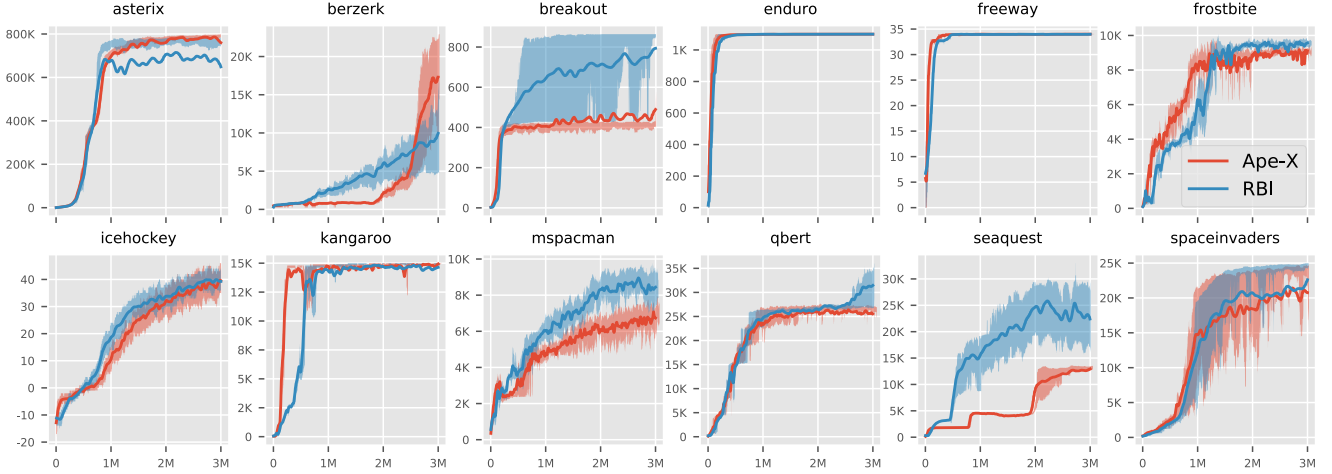 asterix berzerk breakout enduro freeway frostbite
800K 600K 400K 200K 0
20K 15K 10K 5K 0
800 600 400 200 0
1K 800 600 400 200 0
35 30 25 20 15 10 5 0
10K 8K 6K 4K 2K 0
Ape-X
RBI
icehockey kangaroo mspacman qbert seaquest spaceinvaders
40 30 20 10 0 -10 -20
15K 12K 10K 8K 5K 2K 0
10K 8K 6K 4K 2K 0
35K 30K 25K 20K 15K 10K 5K 0
30K 25K 20K 15K 10K 5K 0
25K 20K 15K 10K 5K 0
0 1M 2M 3M 0 1M 2M 3M 0 1M 2M 3M 0 1M 2M 3M 0 1M 2M 3M 0 1M 2M 3M